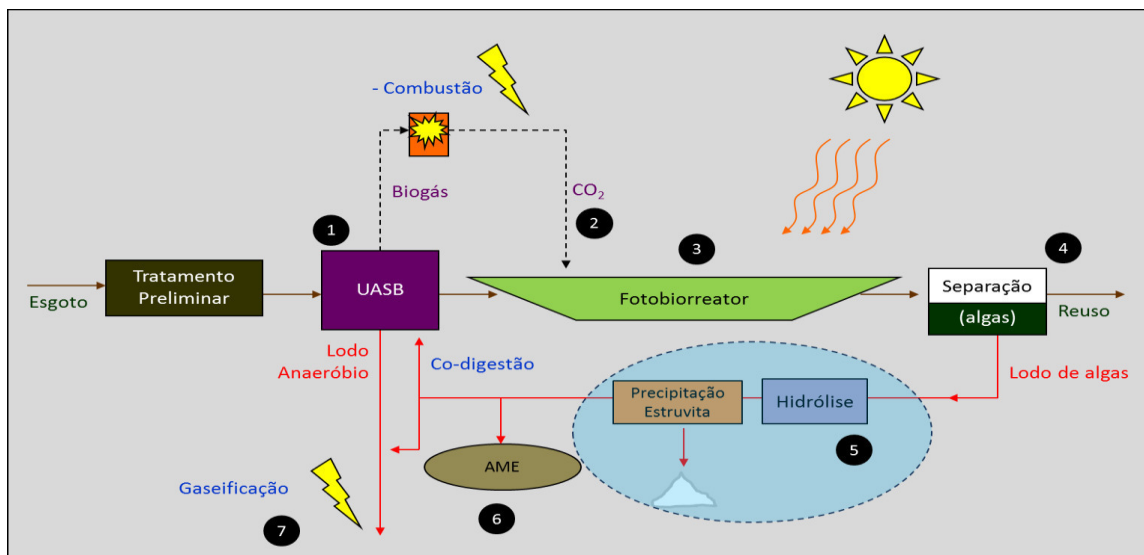 - Combustão
Biogás
CO₂
2
1
3
4
Esgoto
Tratamento
Preliminar
UASB
Fotobiorreator
Separação
(algas)
Reuso
Lodo
Anaeróbio
Co-digestão
Precipitação
Estruvita
Hidrólise
Lodo de algas
5
AME
6
Gaseificação
7